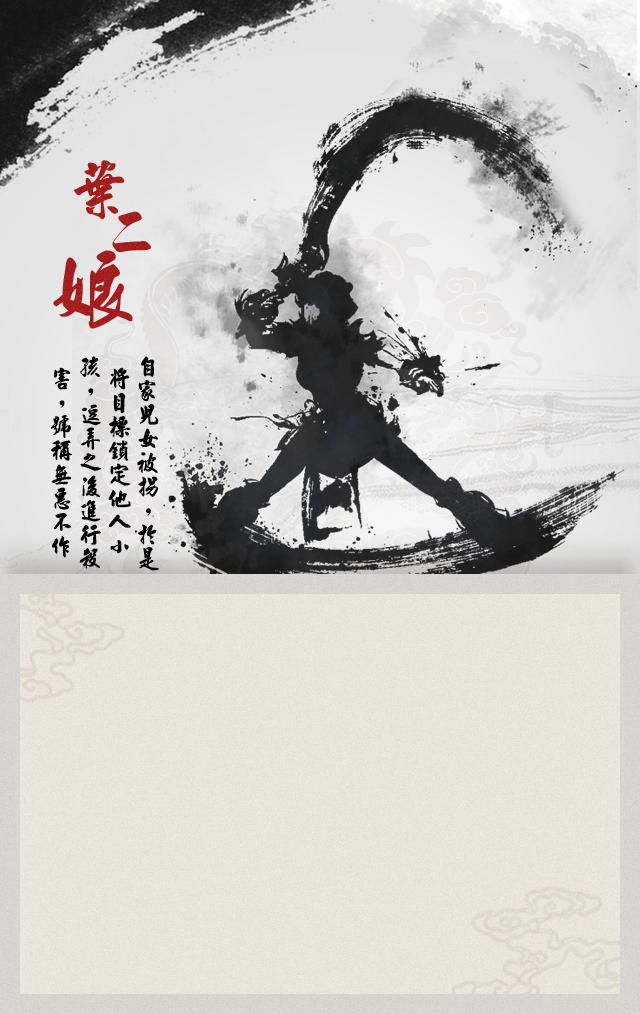 葉二娘
自家兒女被拐，於是
將目標鎖定他人小
孩，逗弄之後進行殺
害，號稱無惡不作